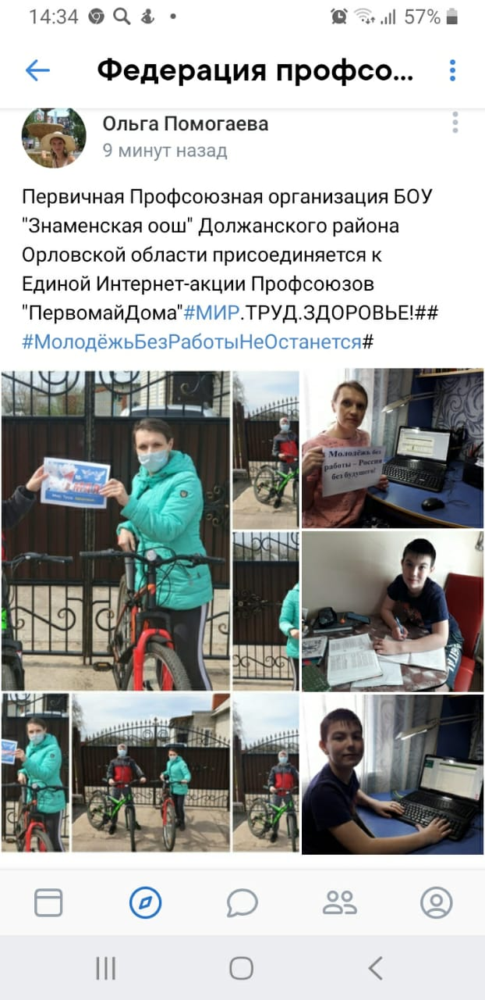 14:34
57%
Федерация профсо...
Ольга Помогаева
9 минут назад
Первичная Профсоюзная организация БОУ
"Знаменская оош" Должанского района
Орловской области присоединяется к
Единой Интернет-акции Профсоюзов
"ПервомайДома"#МИР.ТРУД.ЗДОРОВЬЕ!##
#МолодёжьБезРаботыНеОстанется#
Молодёжь без
работы – Россия
без будущего!